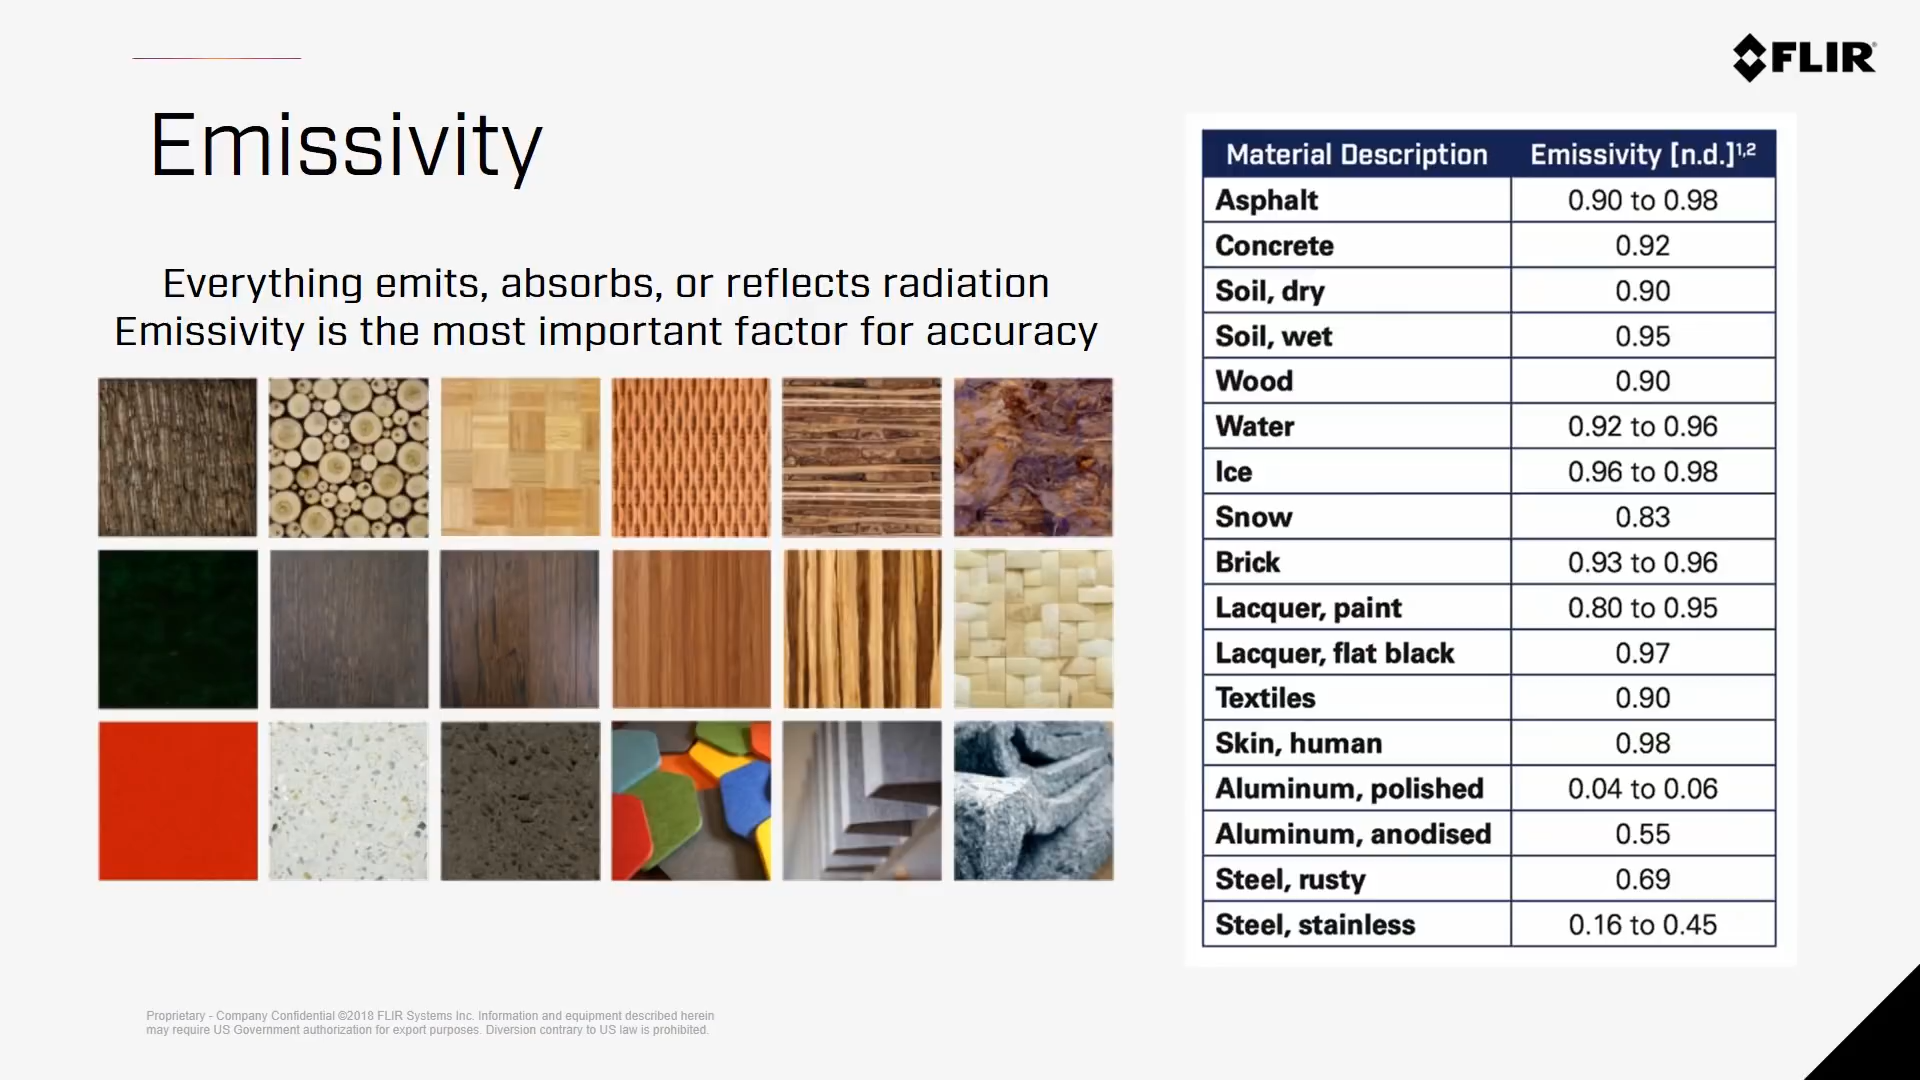 FLIR
Emissivity
Everything emits, absorbs, or reflects radiation
Emissivity is the most important factor for accuracy
Material Description Emissivity [n.d.]¹,²
Asphalt 0.90 to 0.98
Concrete 0.92
Soil, dry 0.90
Soil, wet 0.95
Wood 0.90
Water 0.92 to 0.96
Ice 0.96 to 0.98
Snow 0.83
Brick 0.93 to 0.96
Lacquer, paint 0.80 to 0.95
Lacquer, flat black 0.97
Textiles 0.90
Skin, human 0.98
Aluminum, polished 0.04 to 0.06
Aluminum, anodised 0.55
Steel, rusty 0.69
Steel, stainless 0.16 to 0.45
Proprietary - Company Confidential ©2018 FLIR Systems Inc. Information and equipment described herein
may require US Government authorization for export purposes. Diversion contrary to US law is prohibited.